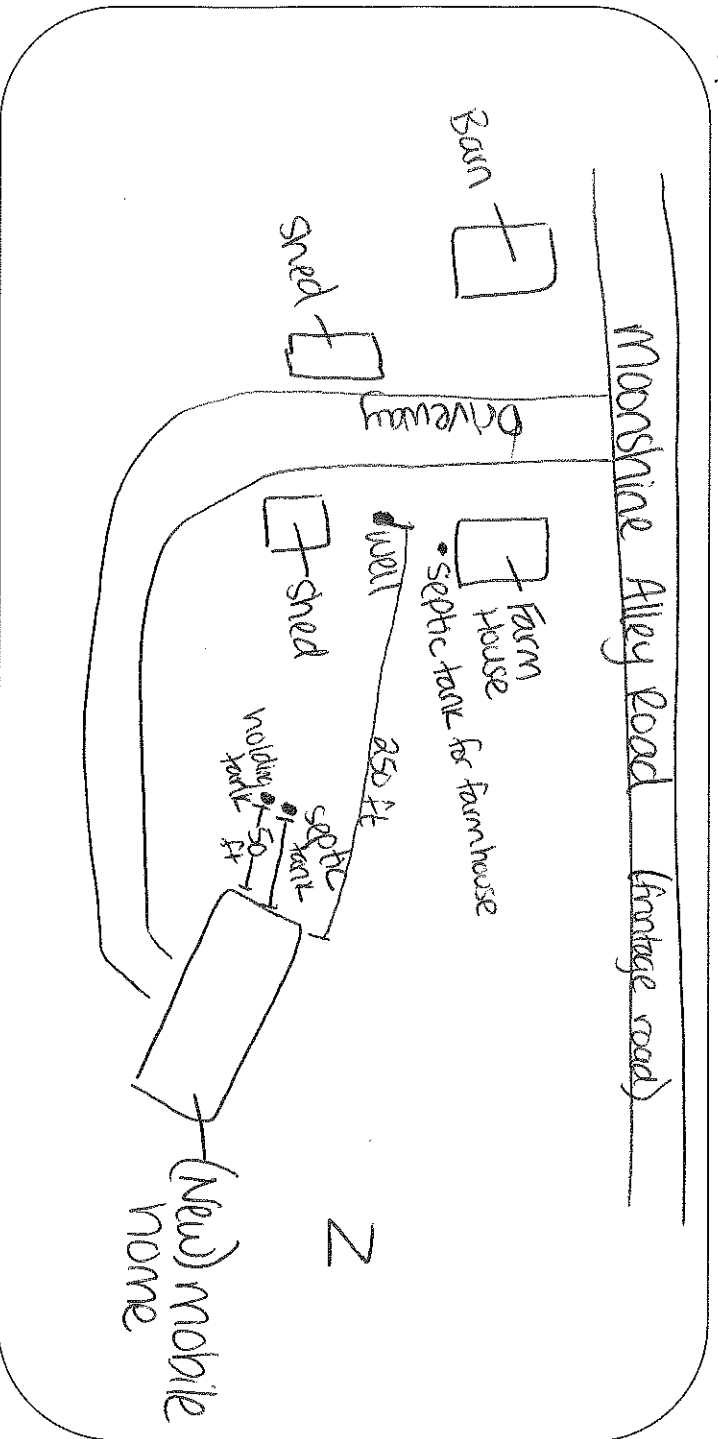 Moonshine Alley Road (frontage road)
Barn
Driveway
Farm
House
septic tank for farmhouse
shed
well
250 ft
shed
septic
tank
holding
tank
50
ft
N
(New) mobile
home